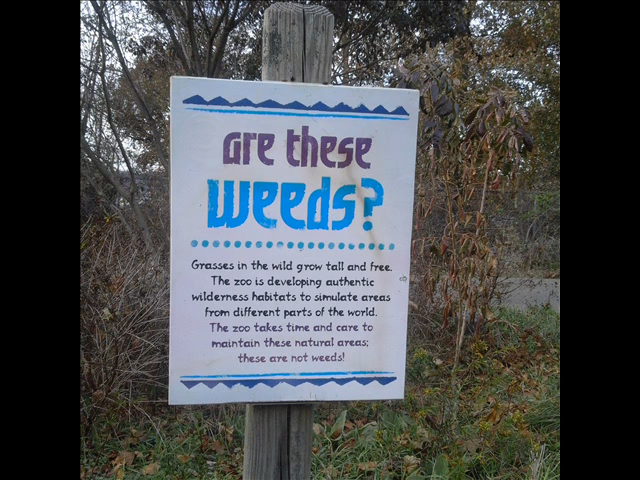 are these
weeds?
Grasses in the wild grow tall and free.
The zoo is developing authentic
wilderness habitats to simulate areas
from different parts of the world.
The zoo takes time and care to
maintain these natural areas;
these are not weeds!